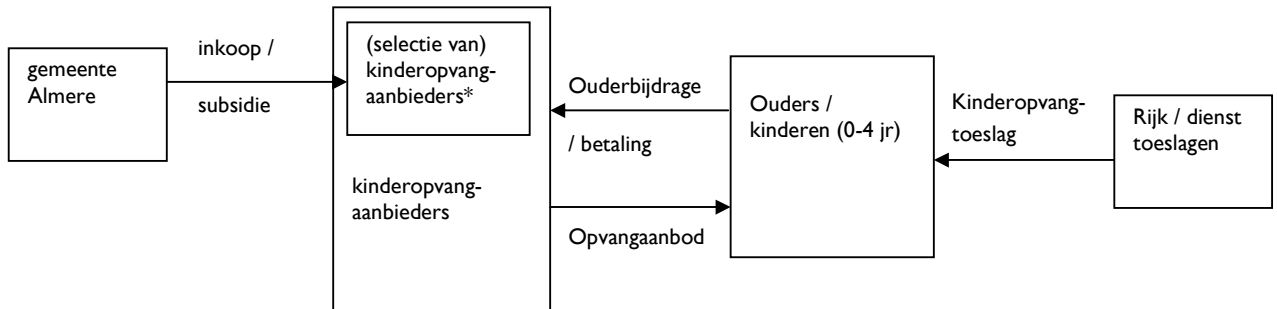 gemeente
Almere
inkoop /
subsidie
(selectie van)
kinderopvang-
aanbieders*
kinderopvang-
aanbieders
Ouderbijdrage
/ betaling
Opvangaanbod
Ouders /
kinderen (0-4 jr)
Kinderopvang-
toeslag
Rijk / dienst
toeslagen